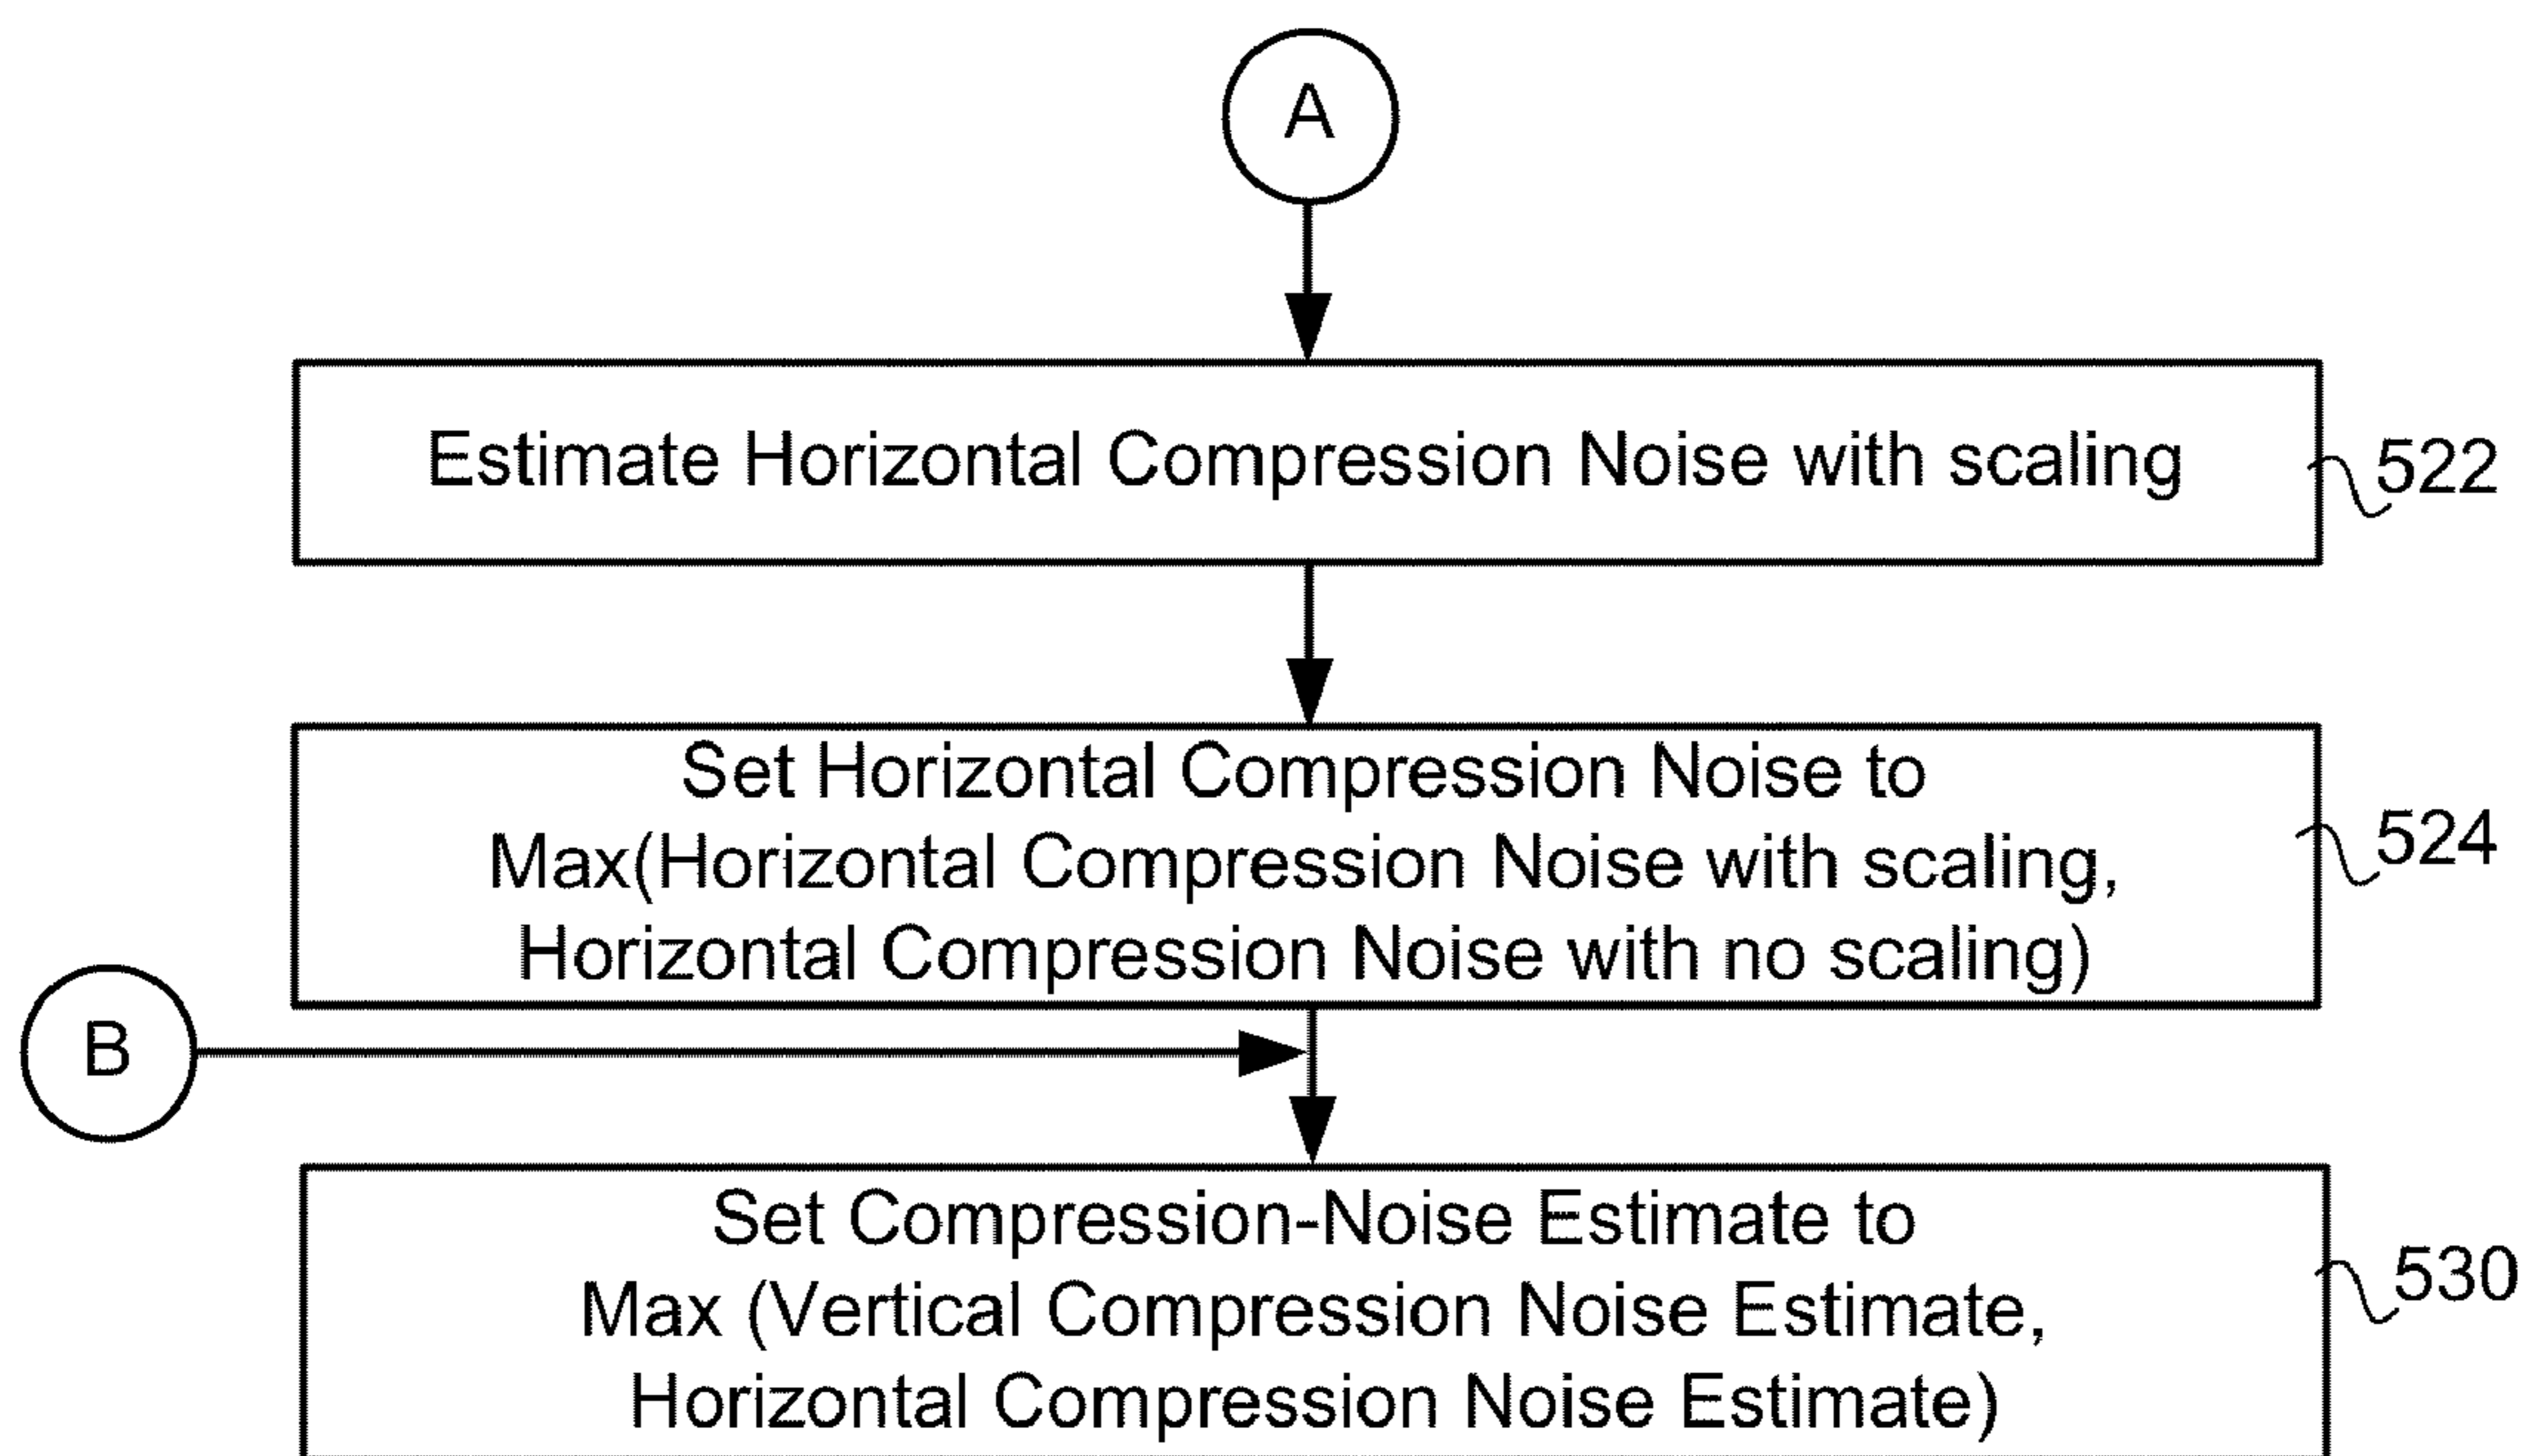 A
Estimate Horizontal Compression Noise with scaling
522
Set Horizontal Compression Noise to
Max(Horizontal Compression Noise with scaling,
Horizontal Compression Noise with no scaling)
524
B
Set Compression-Noise Estimate to
Max (Vertical Compression Noise Estimate,
Horizontal Compression Noise Estimate)
530